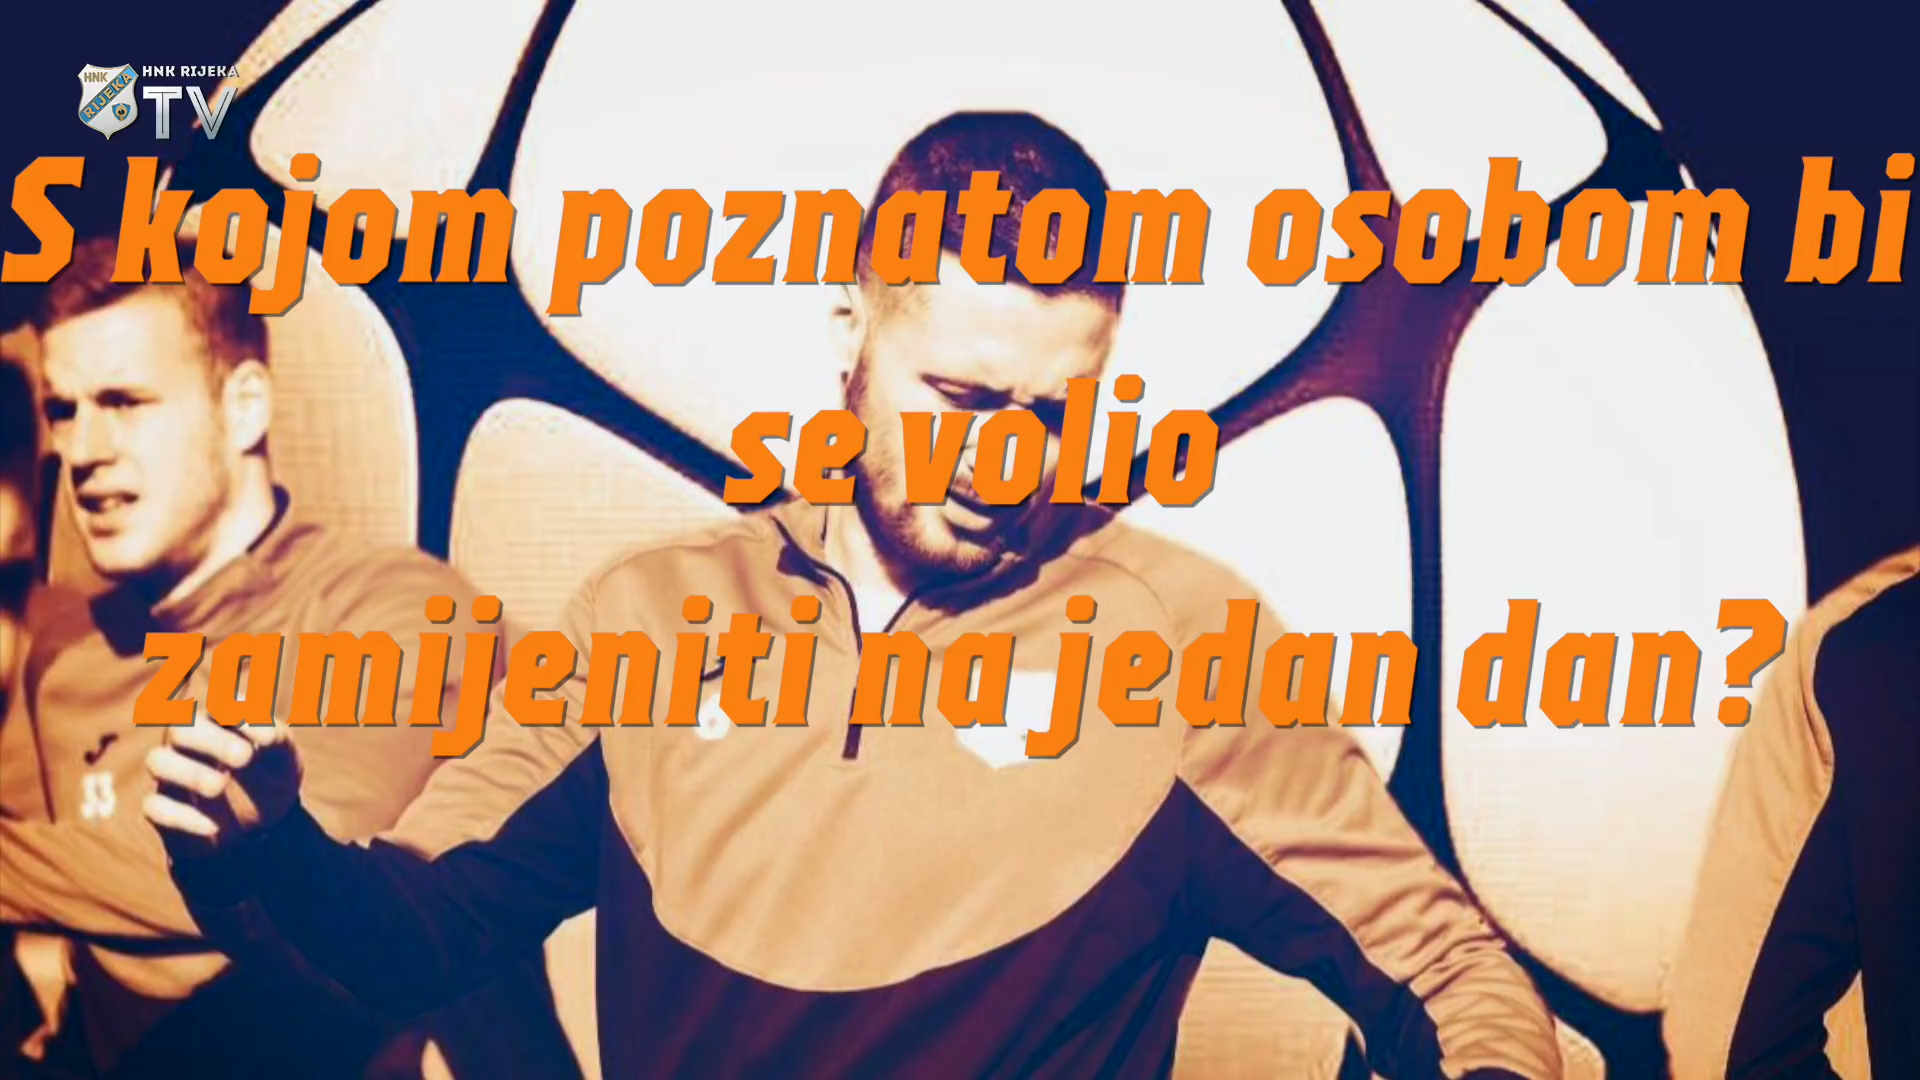 HNK RIJEKA
HNK
RIJEKA
TV
S kojom poznatom osobom bi
se volio
zamijeniti na jedan dan?
33